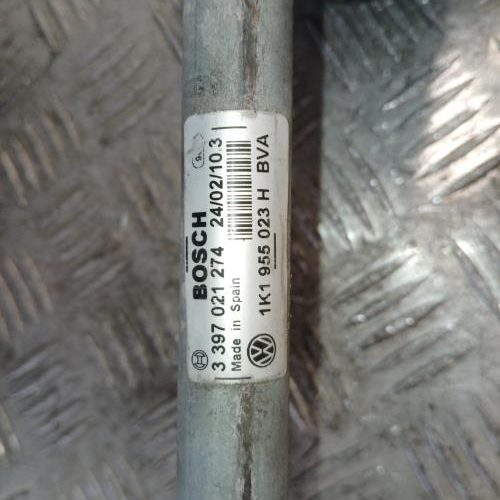 BOSCH
3 397 021 274 24/02/10.3
Made in Spain
1K1 955 023 H BVA